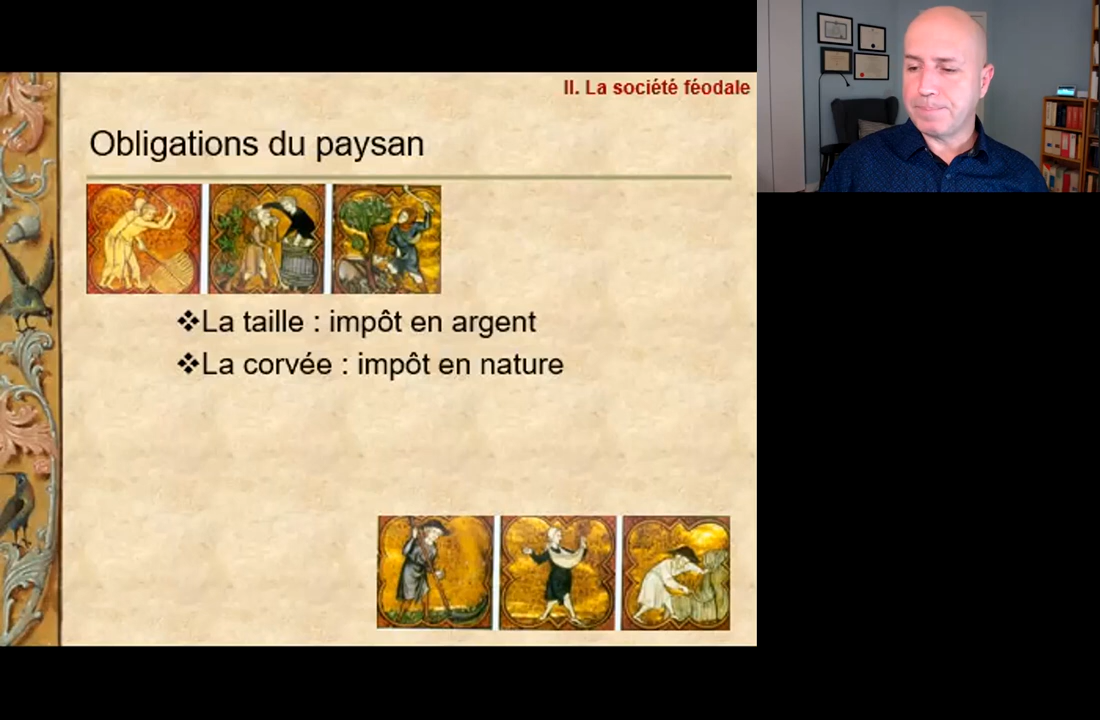 II. La société féodale
Obligations du paysan
❖La taille : impôt en argent
❖La corvée : impôt en nature